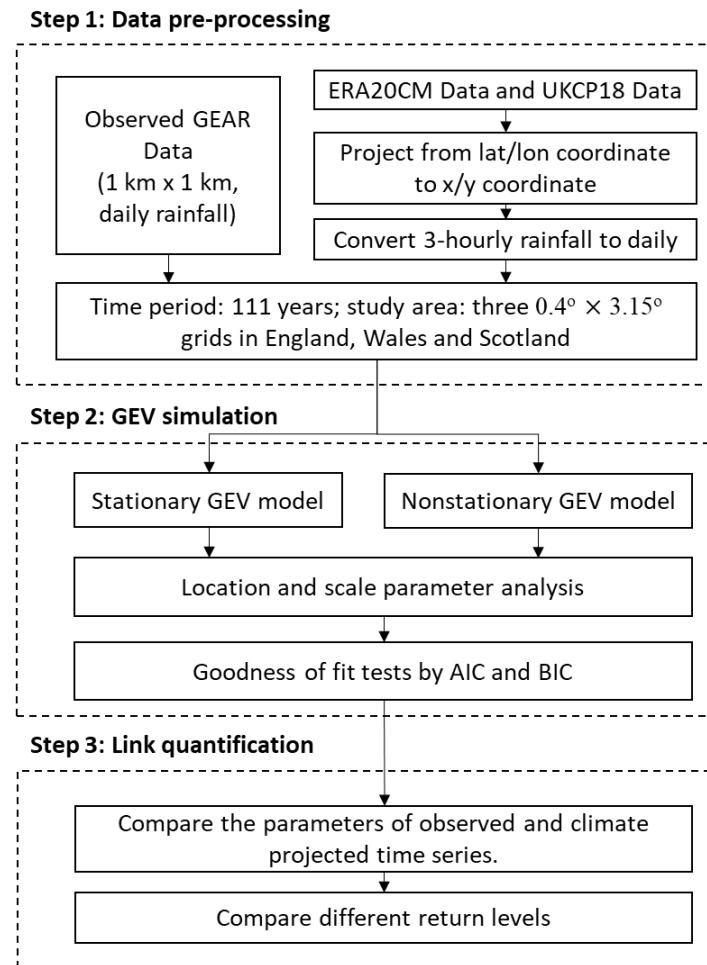 Step 1: Data pre-processing
Observed GEAR
Data
(1 km x 1 km,
daily rainfall)
ERA20CM Data and UKCP18 Data
Project from lat/lon coordinate
to x/y coordinate
Convert 3-hourly rainfall to daily
Time period: 111 years; study area: three 0.4° × 3.15°
grids in England, Wales and Scotland
Step 2: GEV simulation
Stationary GEV model
Nonstationary GEV model
Location and scale parameter analysis
Goodness of fit tests by AIC and BIC
Step 3: Link quantification
Compare the parameters of observed and climate
projected time series.
Compare different return levels